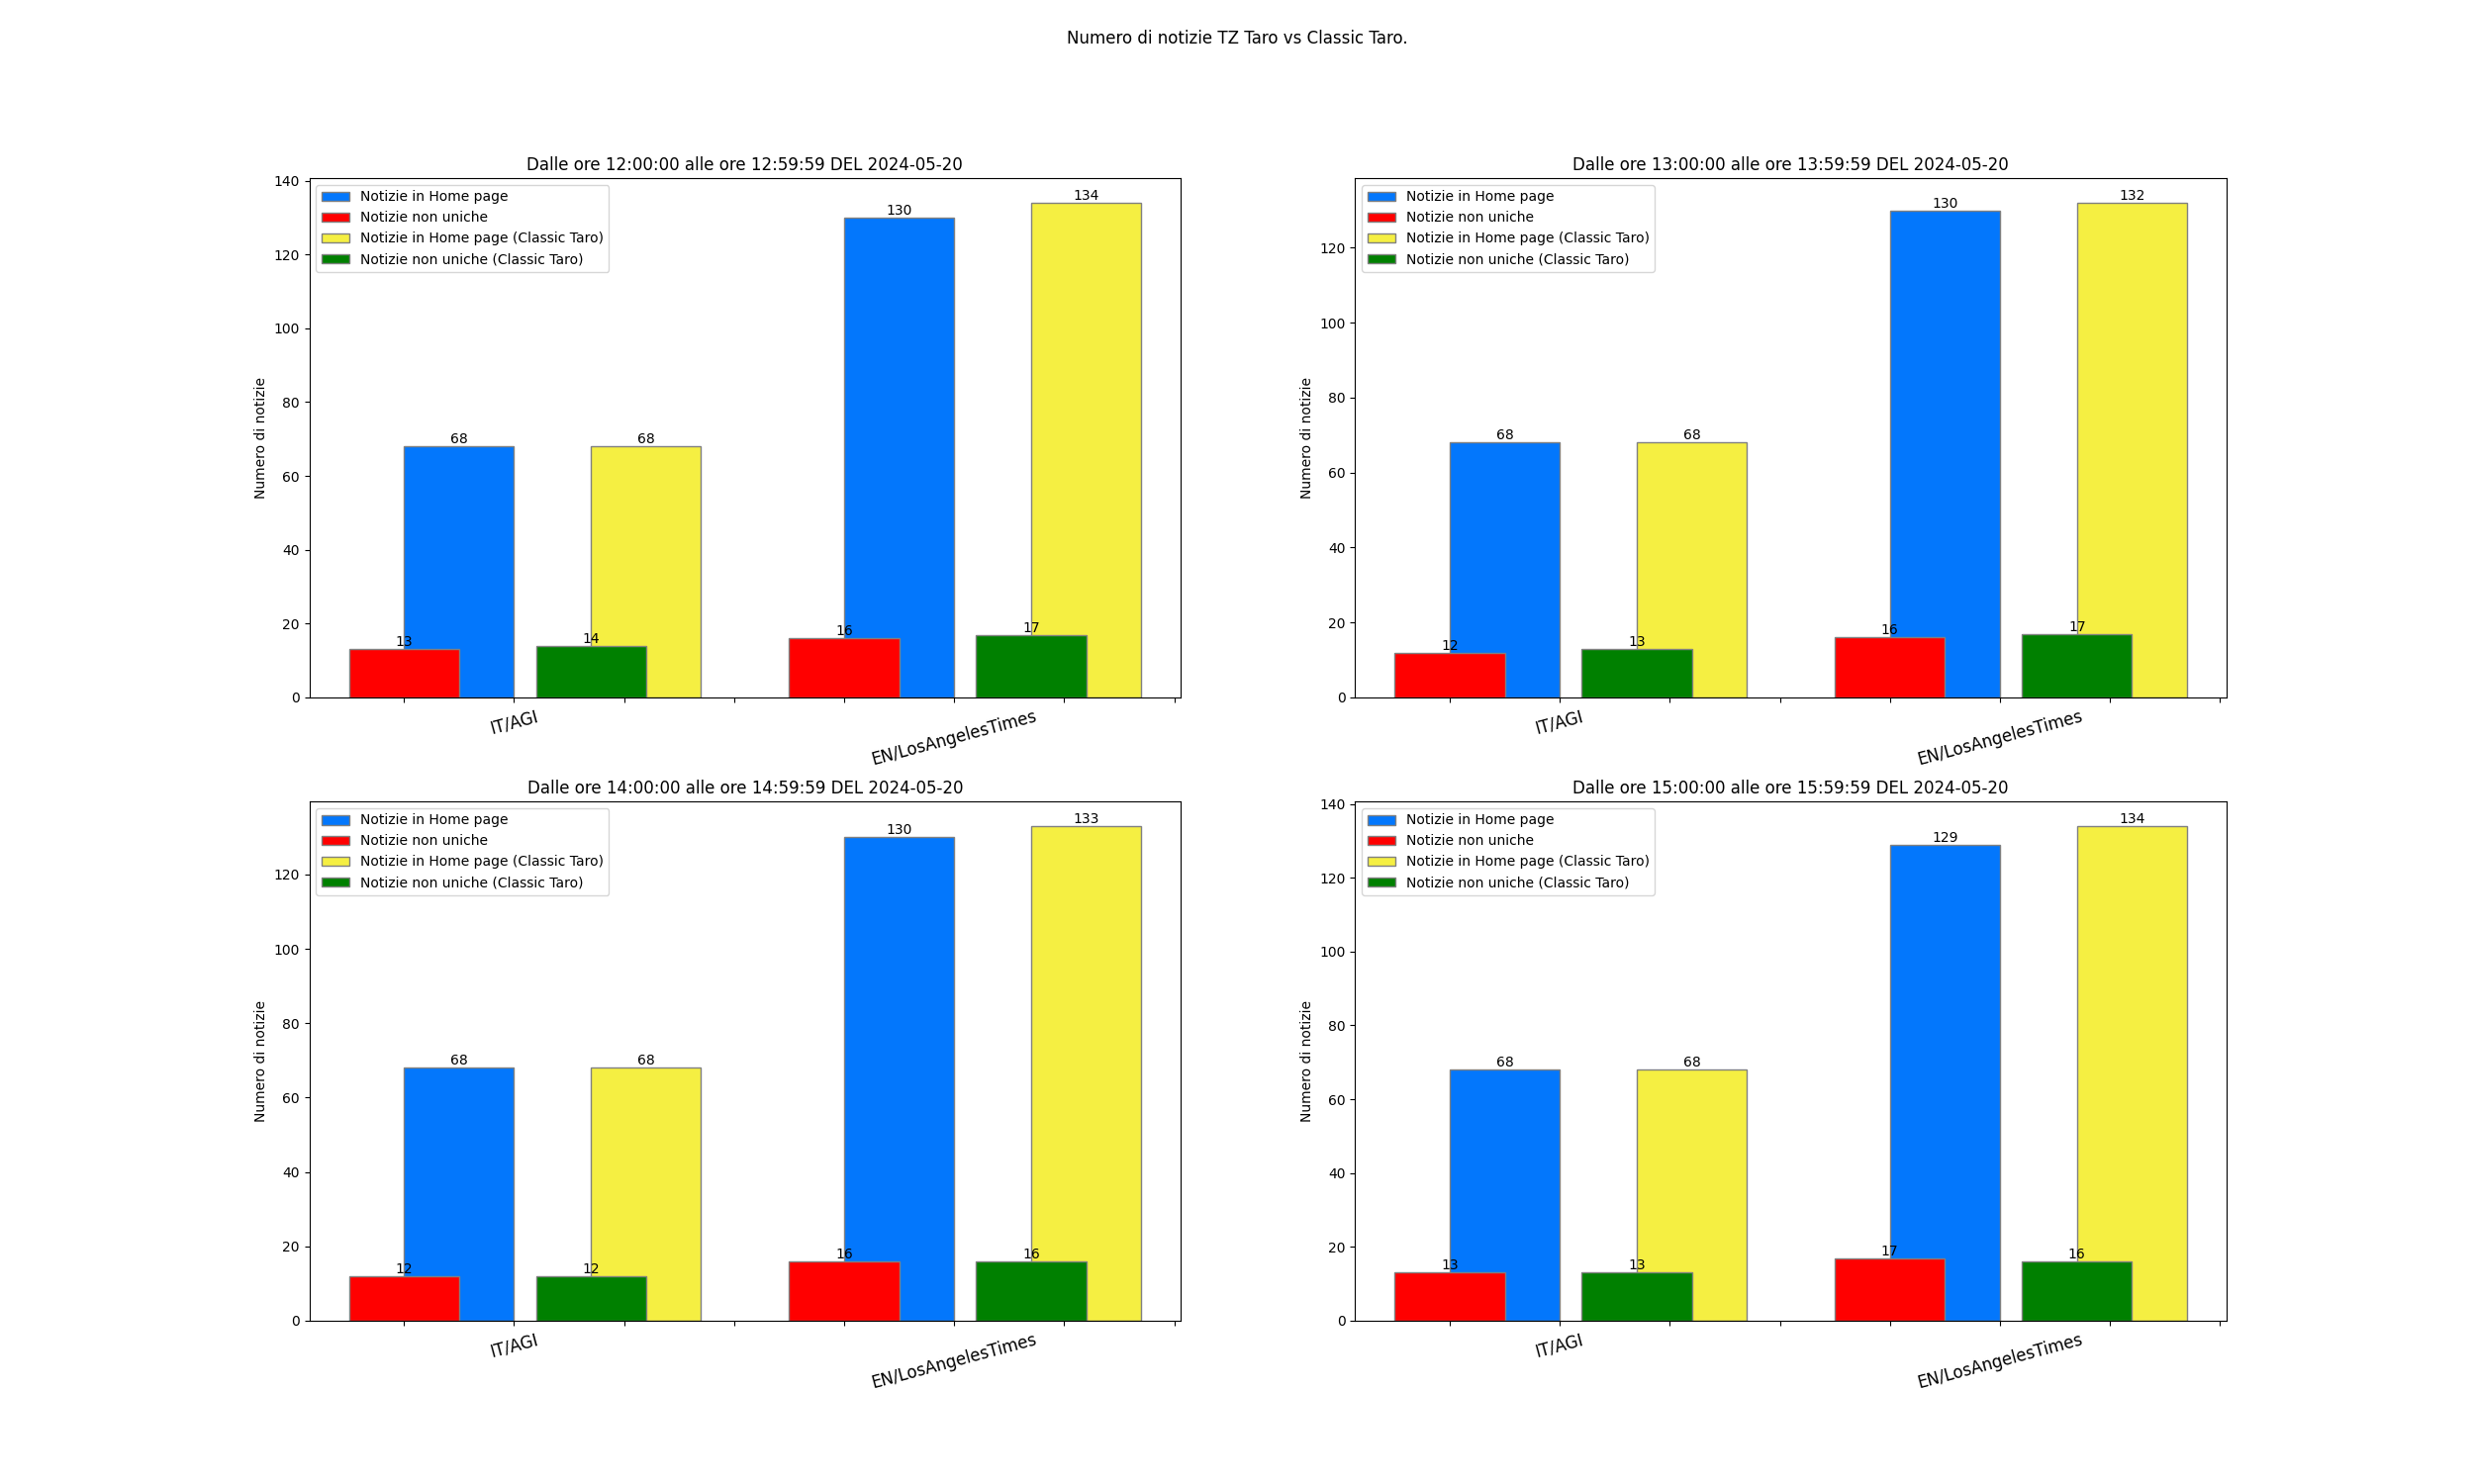 Numero di notizie TZ Taro vs Classic Taro.
Dalle ore 12:00:00 alle ore 12:59:59 DEL 2024-05-20
Notizie in Home page
Notizie non uniche
Notizie in Home page (Classic Taro)
Notizie non uniche (Classic Taro)
Numero di notizie
140
120
100
80
60
40
20
0
68
68
130
134
13
14
16
17
IT/AGI
EN/LosAngelesTimes
Dalle ore 13:00:00 alle ore 13:59:59 DEL 2024-05-20
Notizie in Home page
Notizie non uniche
Notizie in Home page (Classic Taro)
Notizie non uniche (Classic Taro)
Numero di notizie
120
100
80
60
40
20
0
68
68
130
132
12
13
16
17
IT/AGI
EN/LosAngelesTimes
Dalle ore 14:00:00 alle ore 14:59:59 DEL 2024-05-20
Notizie in Home page
Notizie non uniche
Notizie in Home page (Classic Taro)
Notizie non uniche (Classic Taro)
Numero di notizie
120
100
80
60
40
20
0
68
68
130
133
12
12
16
16
IT/AGI
EN/LosAngelesTimes
Dalle ore 15:00:00 alle ore 15:59:59 DEL 2024-05-20
Notizie in Home page
Notizie non uniche
Notizie in Home page (Classic Taro)
Notizie non uniche (Classic Taro)
Numero di notizie
140
120
100
80
60
40
20
0
68
68
129
134
13
13
17
16
IT/AGI
EN/LosAngelesTimes